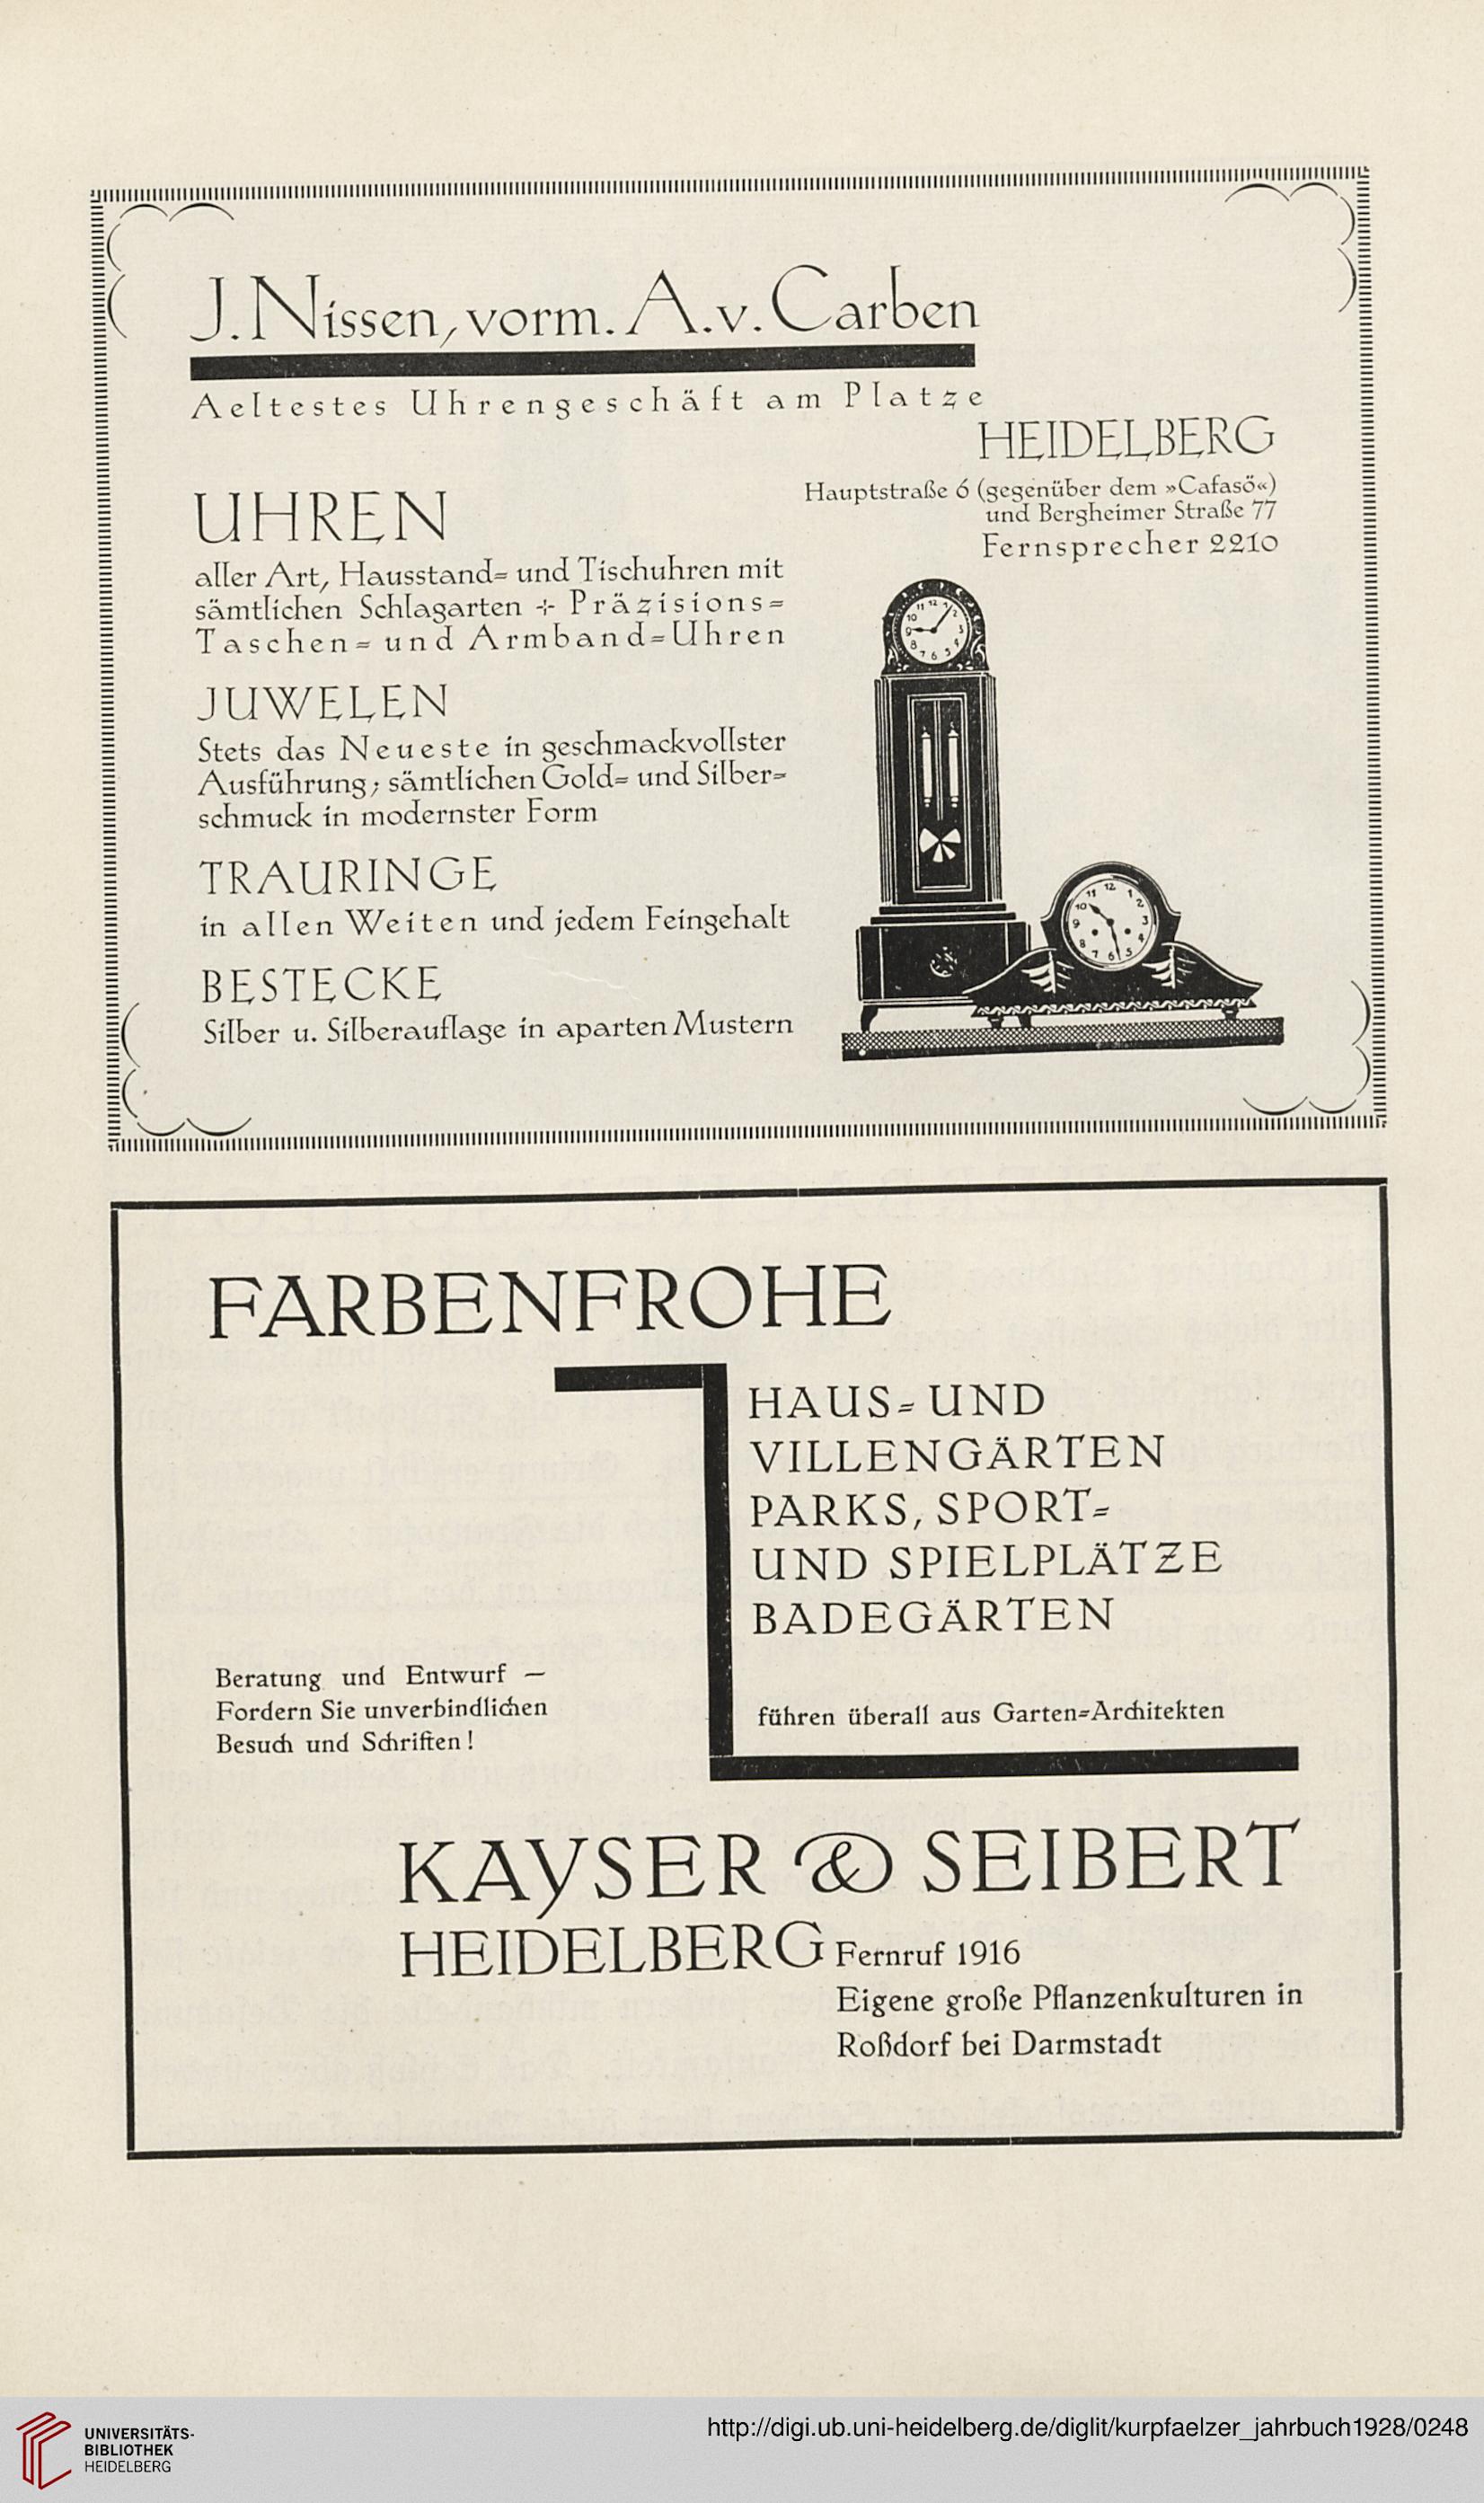 J. Nissen, vorm. A. v. Carben
Aeltestes Uhrengeschäft am Platze
HEIDELBERG
Hauptstraße 6 (gegenüber dem »Cafasö«)
und Bergheimer Straße 77
Fernsprecher 2210
UHREN
aller Art, Hausstand= und Tischuhren mit
sämtlichen Schlagarten ÷ Präzisions=
Taschen= und Armband=Uhren
JUWELEN
Stets das Neueste in geschmackvollster
Ausführung; sämtlichen Gold= und Silber=
schmuck in modernster Form
TRAURINGE
in allen Weiten und jedem Feingehalt
BESTECKE
Silber u. Silberauflage in aparten Mustern
FARBENFROHE
HAUS= UND
VILLENGÄRTEN
PARKS, SPORT=
UND SPIELPLÄTZE
BADEGÄRTEN
führen überall aus Garten=Architekten
Beratung und Entwurf —
Fordern Sie unverbindlichen
Besuch und Schriften!
KAYSER & SEIBERT
HEIDELBERG Fernruf 1916
Eigene große Pflanzenkulturen in
Roßdorf bei Darmstadt
UNIVERSITÄTS-
BIBLIOTHEK
HEIDELBERG
http://digi.ub.uni-heidelberg.de/diglit/kurpfaelzer_jahrbuch1928/0248